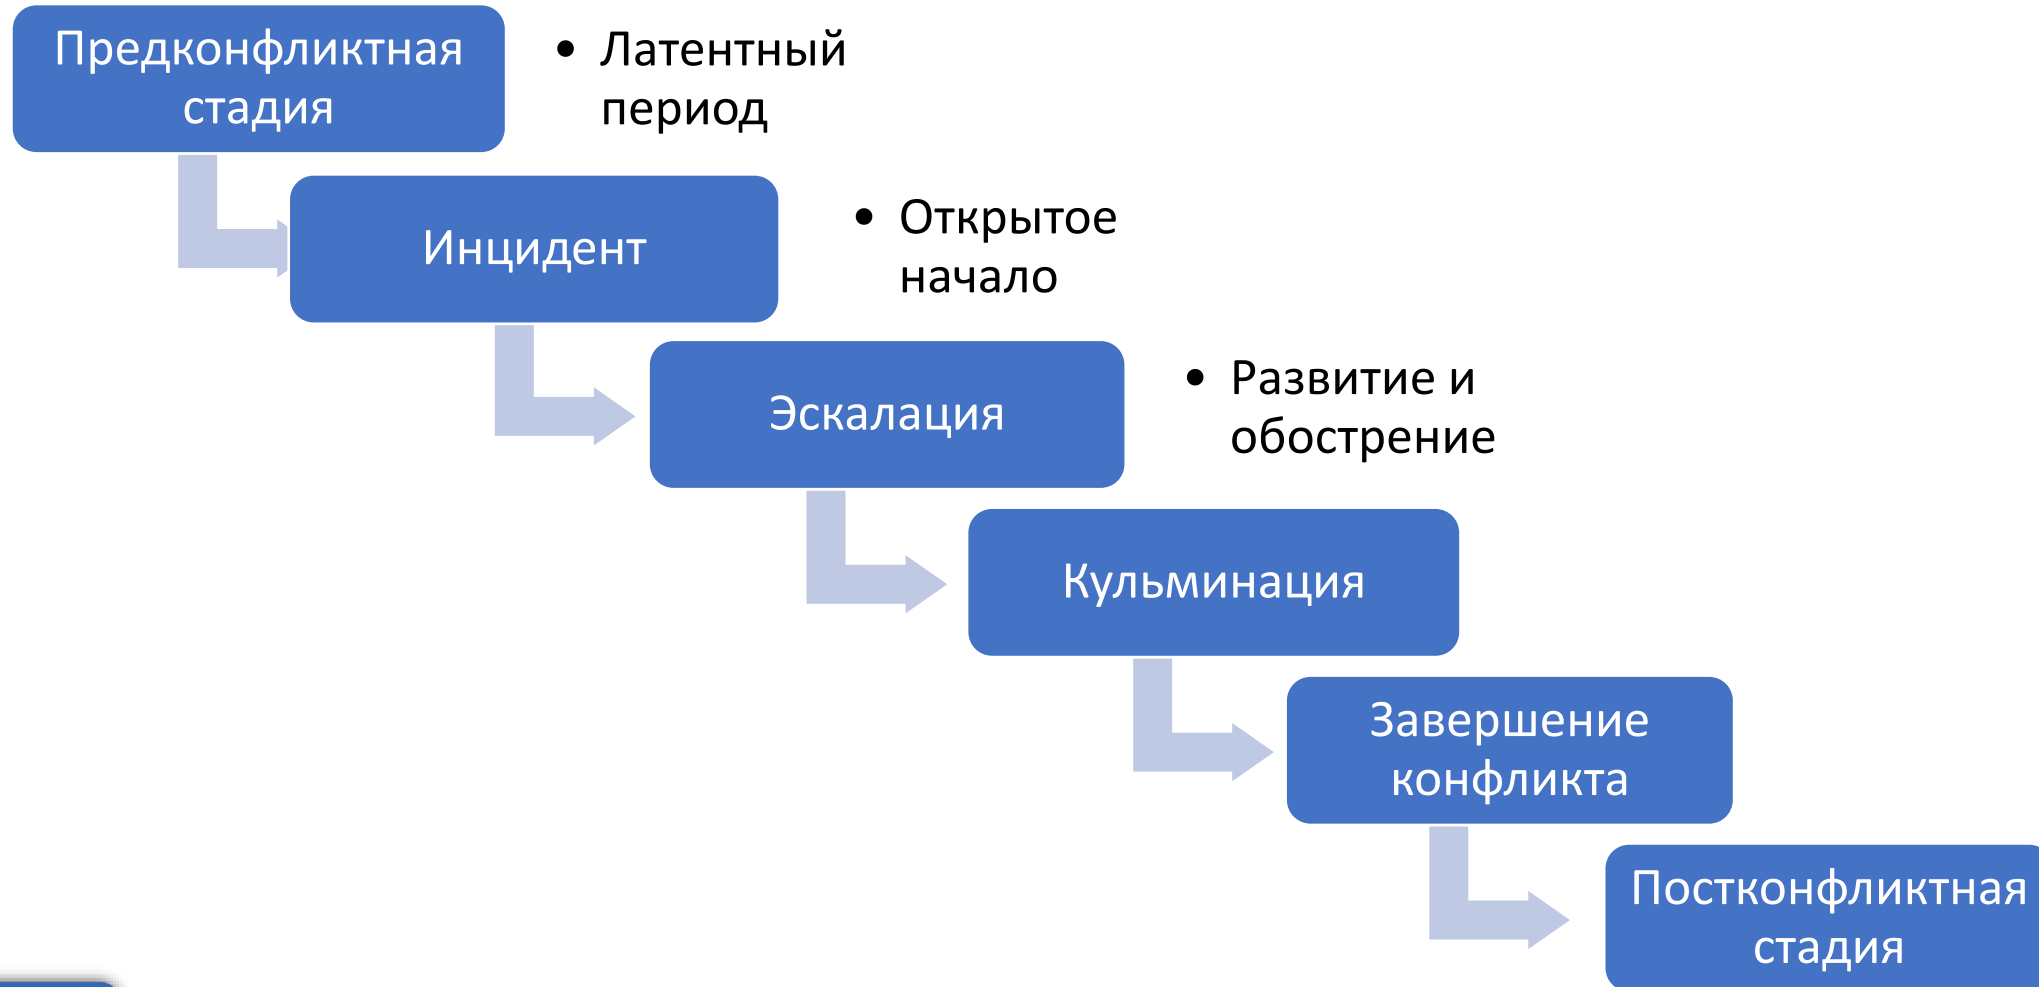 Предконфликтная
стадия
• Латентный
период
Инцидент
• Открытое
начало
Эскалация
• Развитие и
обострение
Кульминация
Завершение
конфликта
Постконфликтная
стадия